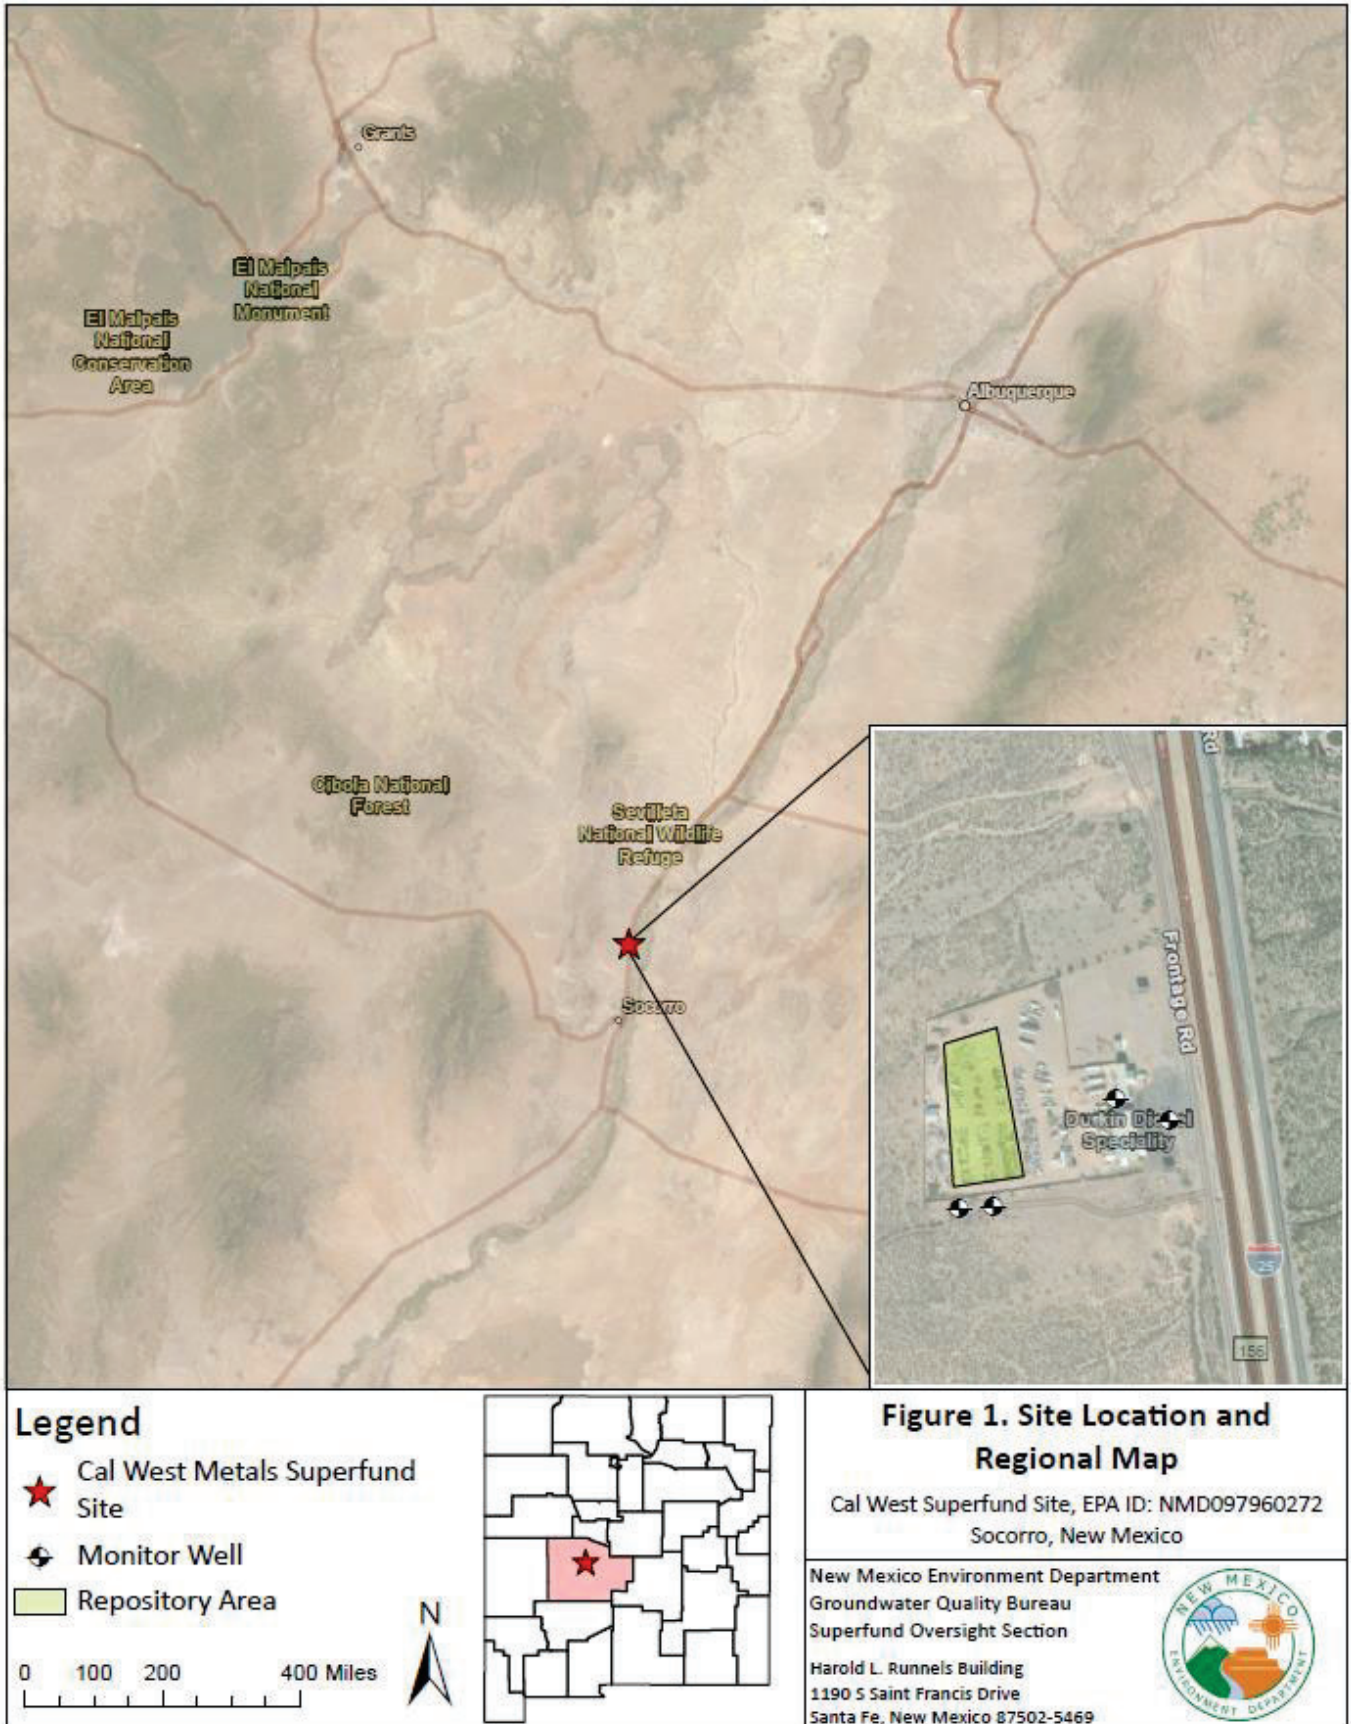 Grants
El Malpais
National
Monument
El Malpais
National
Conservation
Area
Albuquerque
Cibola National
Forest
Sevilleta
National Wildlife
Refuge
Socorro
Rd
Frontage Rd
Durkin Diesel
Speciality
25
156
Legend
Cal West Metals Superfund
Site
Monitor Well
Repository Area
N
0 100 200 400 Miles
Figure 1. Site Location and
Regional Map
Cal West Superfund Site, EPA ID: NMD097960272
Socorro, New Mexico
New Mexico Environment Department
Groundwater Quality Bureau
Superfund Oversight Section
Harold L. Runnels Building
1190 S Saint Francis Drive
Santa Fe, New Mexico 87502-5469
NEW MEXICO
ENVIRONMENT DEPARTMENT